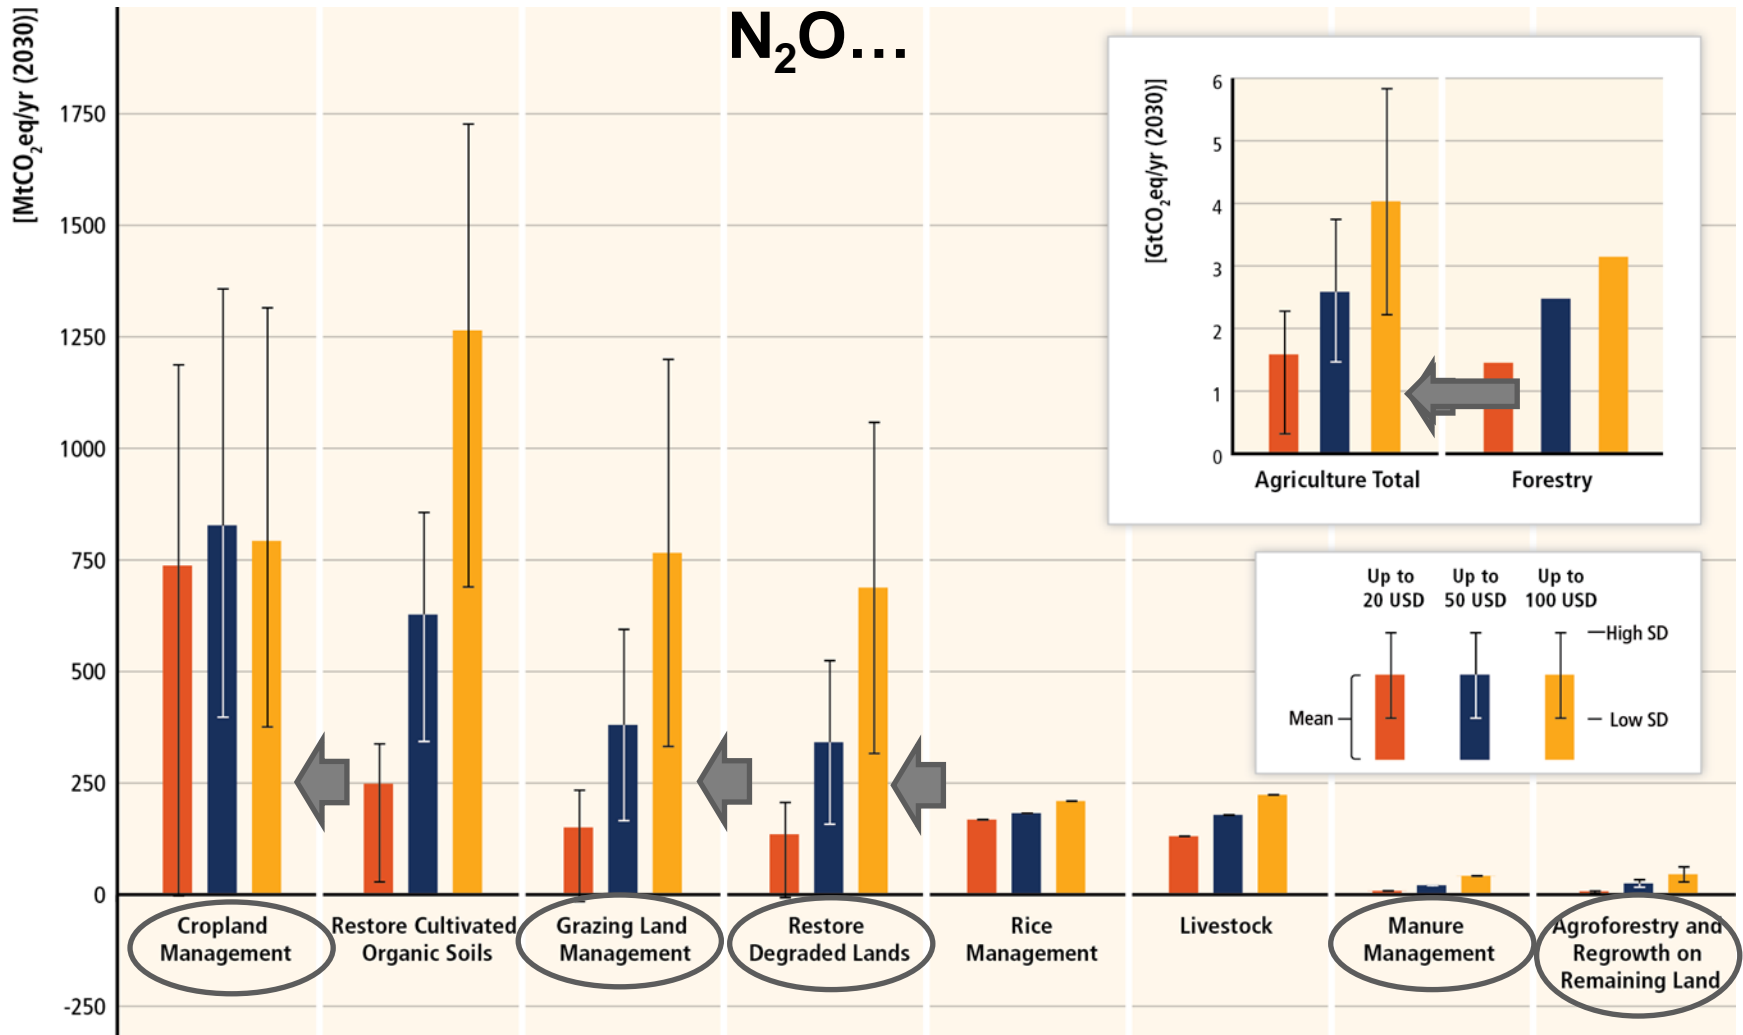 N₂O...
[MtCO₂eq/yr (2030)]
1750
1500
1250
1000
750
500
250
0
-250
Cropland
Management
Restore Cultivated
Organic Soils
Grazing Land
Management
Restore
Degraded Lands
Rice
Management
Livestock
Manure
Management
Agroforestry and
Regrowth on
Remaining Land
[GtCO₂eq/yr (2030)]
6
5
4
3
2
1
0
Agriculture Total
Forestry
Up to
20 USD
Up to
50 USD
Up to
100 USD
High SD
Mean
Low SD